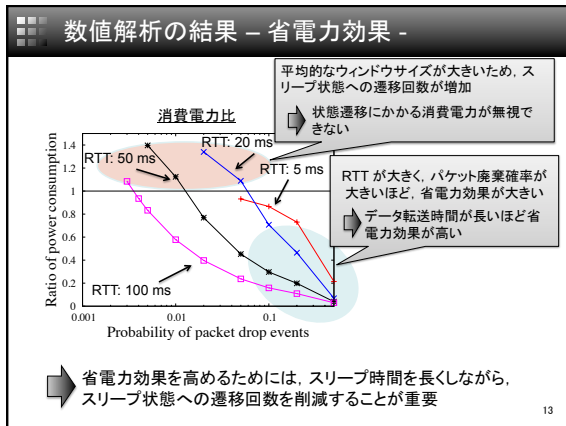 数値解析の結果 – 省電力効果 -
平均的なウィンドウサイズが大きいため, ス
リープ状態への遷移回数が増加
状態遷移にかかる消費電力が無視で
きない
消費電力比
RTT: 20 ms
RTT: 50 ms
RTT: 5 ms
RTT: 100 ms
RTT が大きく, パケット廃棄確率が
大きいほど, 省電力効果が大きい
データ転送時間が長いほど省
電力効果が高い
Ratio of power consumption
1.4
1.2
1
0.8
0.6
0.4
0.2
0
0.001
0.01
0.1
Probability of packet drop events
省電力効果を高めるためには, スリープ時間を長くしながら,
スリープ状態への遷移回数を削減することが重要
13